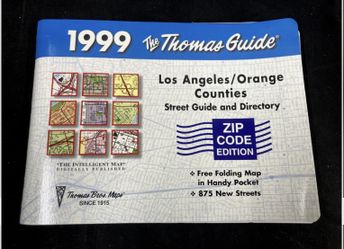 1999 The Thomas Guide®
Los Angeles/Orange
Counties
Street Guide and Directory
ZIP
CODE
EDITION
"THE INTELLIGENT MAP"
DIGITALLY PUBLISHED
Thomas Bros. Maps
SINCE 1915
Free Folding Map
in Handy Pocket
875 New Streets